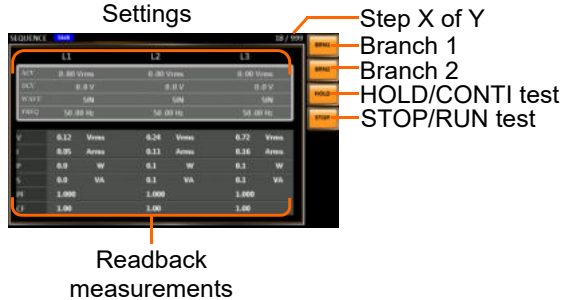 Settings
Step X of Y
SEQUENCE
/ 999
BRN1
Branch 1
L1 L2 L3
BRN2
Branch 2
ACV 0.00 Vrms 0.00 Vrms 0.00 Vrms
DCV 0.0 V 0.0 V 0.0 V
HOLD
HOLD/CONTI test
WAVE SIN SIN SIN
FREQ 50.00 Hz 50.00 Hz 50.00 Hz
STOP
STOP/RUN test
V 0.12 Vrms 0.24 Vrms 0.72 Vrms
I 0.05 Arms 0.11 Arms 0.16 Arms
P 0.0 W 0.1 W 0.1 W
S 0.0 VA 0.1 VA 0.1 VA
PF 1.000 1.000 1.000
CF 1.00 1.00 1.00
Readback
measurements